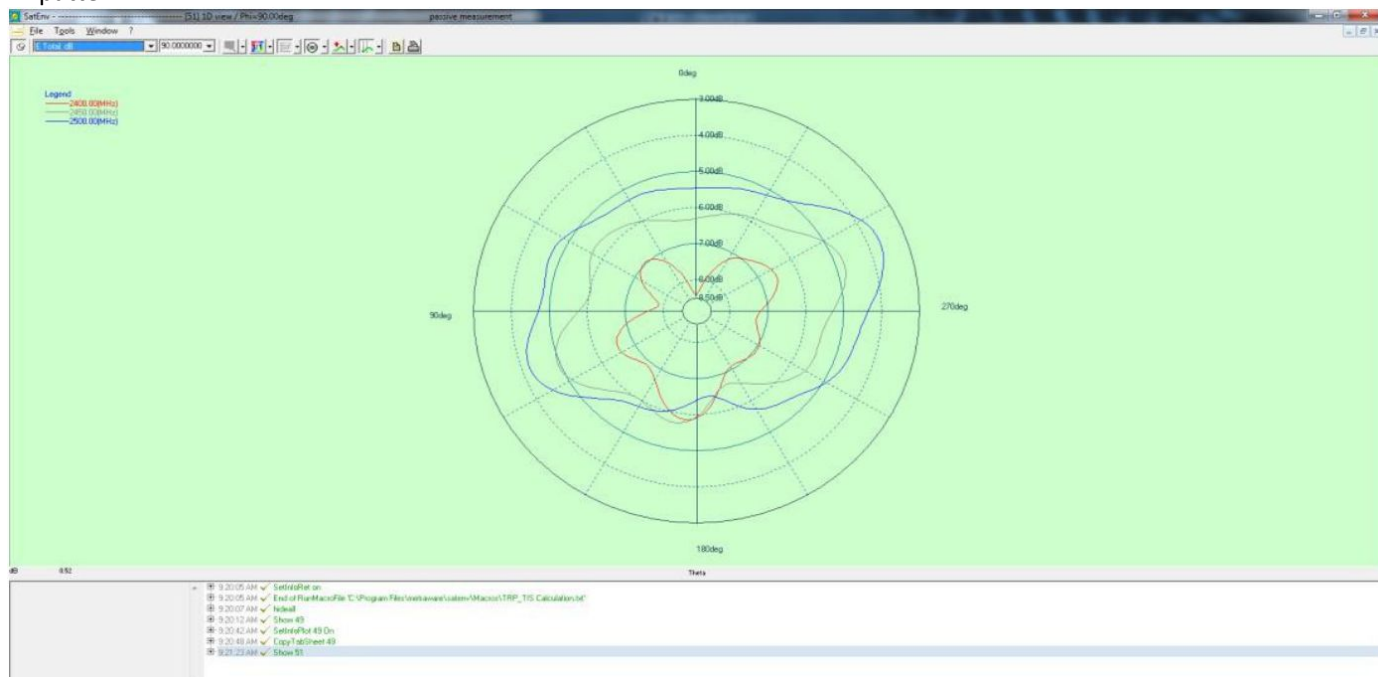 SatEnv - [51] 1D view / Phi=90.00deg passive measurement
File Tools Window ?
E Total dB 90.0000000
0deg
Legend
2400.00(MHz)
2450.00(MHz)
2500.00(MHz)
3.00dB
4.00dB
5.00dB
6.00dB
7.00dB
8.00dB
8.50dB
90deg
270deg
180deg
dB
Theta
9:20:05 AM SetInfoRef on
9:20:05 AM End of RunMacroFile
9:20:07 AM
9:20:12 AM Show 49
9:20:42 AM SetInfoPlot 49 On
9:20:48 AM CopyTabSheet 49
9:21:23 AM Show 51